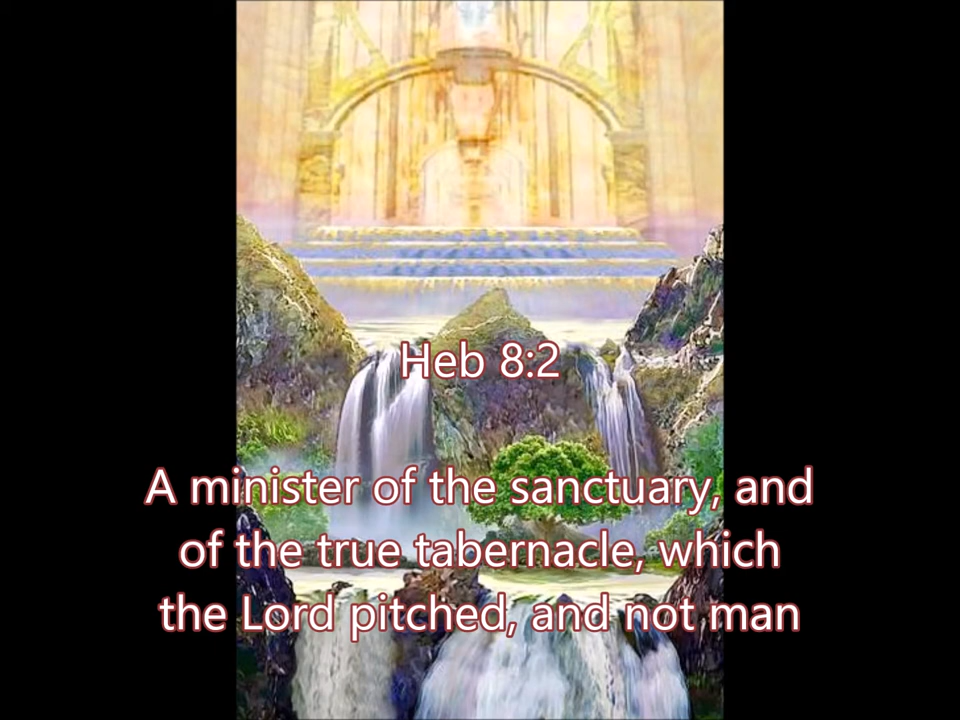 Heb 8:2
A minister of the sanctuary, and
of the true tabernacle, which
the Lord pitched, and not man